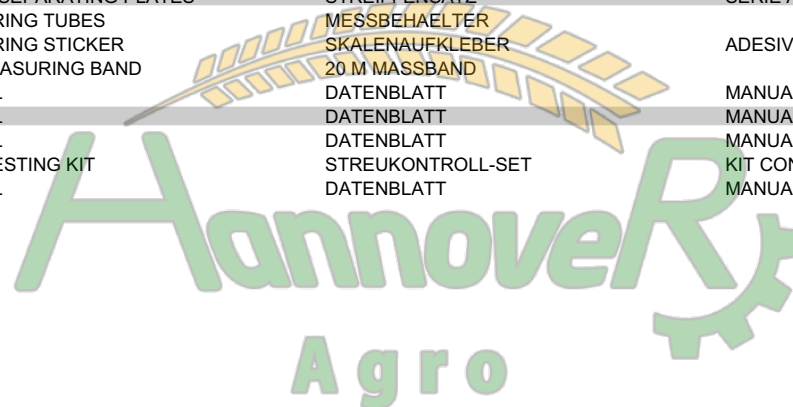 RING TUBES MESSBEHAELTER
RING STICKER SKALENAUFKLEBER ADESIV
ASURING BAND 20 M MASSBAND
L DATENBLATT MANUA
L DATENBLATT MANUA
L DATENBLATT MANUA
ESTING KIT STREUKONTROLL-SET KIT CON
L DATENBLATT MANUA
HannoveR
Agro